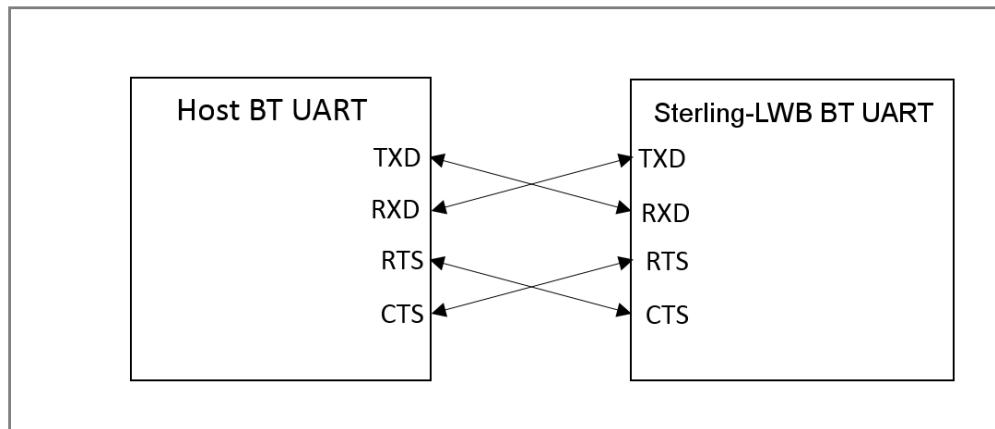 Host BT UART
TXD
RXD
RTS
CTS
Sterling-LWB BT UART
TXD
RXD
RTS
CTS